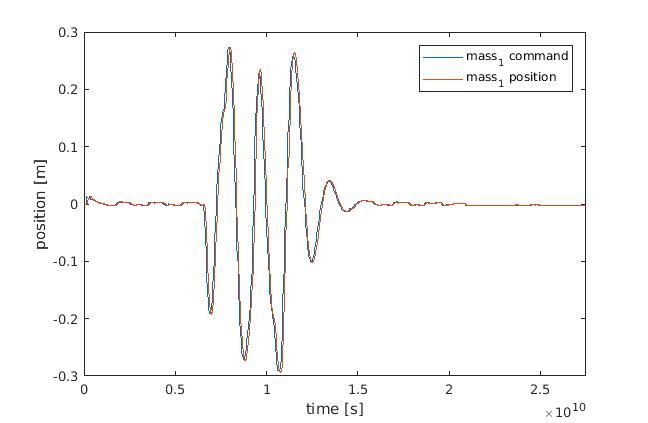 0.3
mass1 command
mass1 position
0.2
0.1
0
-0.1
-0.2
-0.3
position [m]
0 0.5 1 1.5 2 2.5
time [s]
×10^10